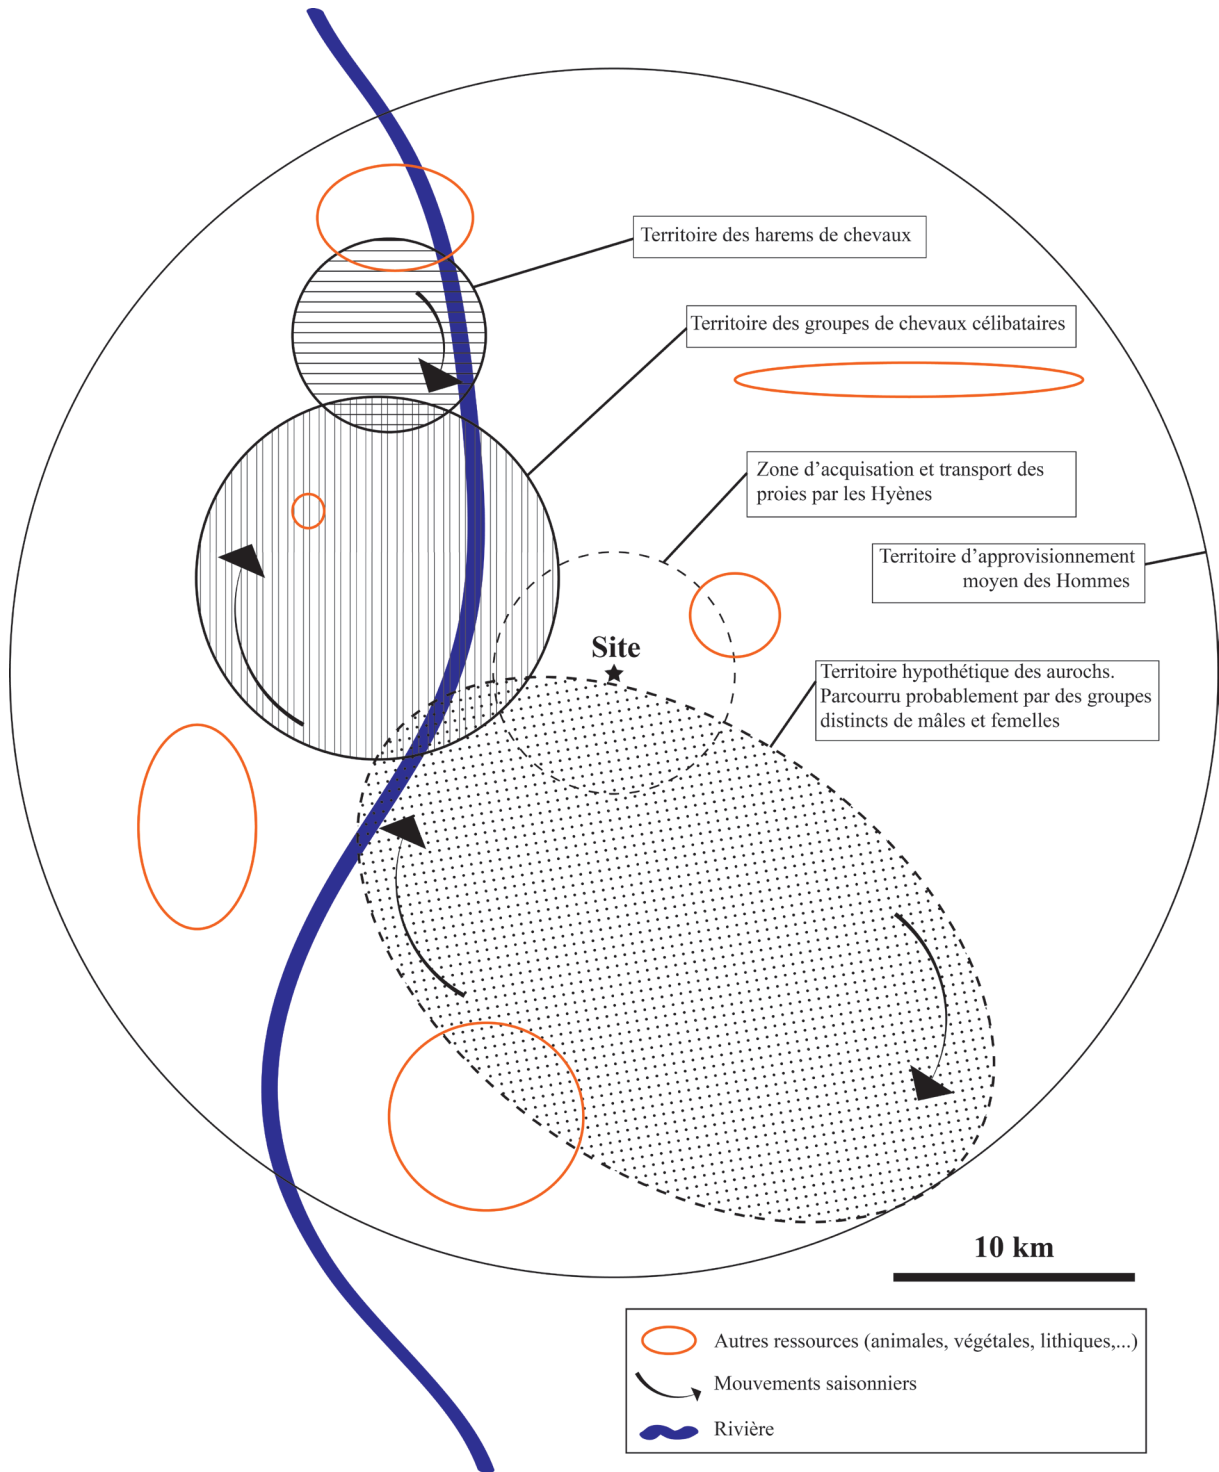 Territoire des harems de chevaux
Territoire des groupes de chevaux célibataires
Zone d'acquisation et transport des
proies par les Hyènes
Territoire d'approvisionnement
moyen des Hommes
Site
Territoire hypothétique des aurochs.
Parcourru probablement par des groupes
distincts de mâles et femelles
10 km
Autres ressources (animales, végétales, lithiques,...)
Mouvements saisonniers
Rivière